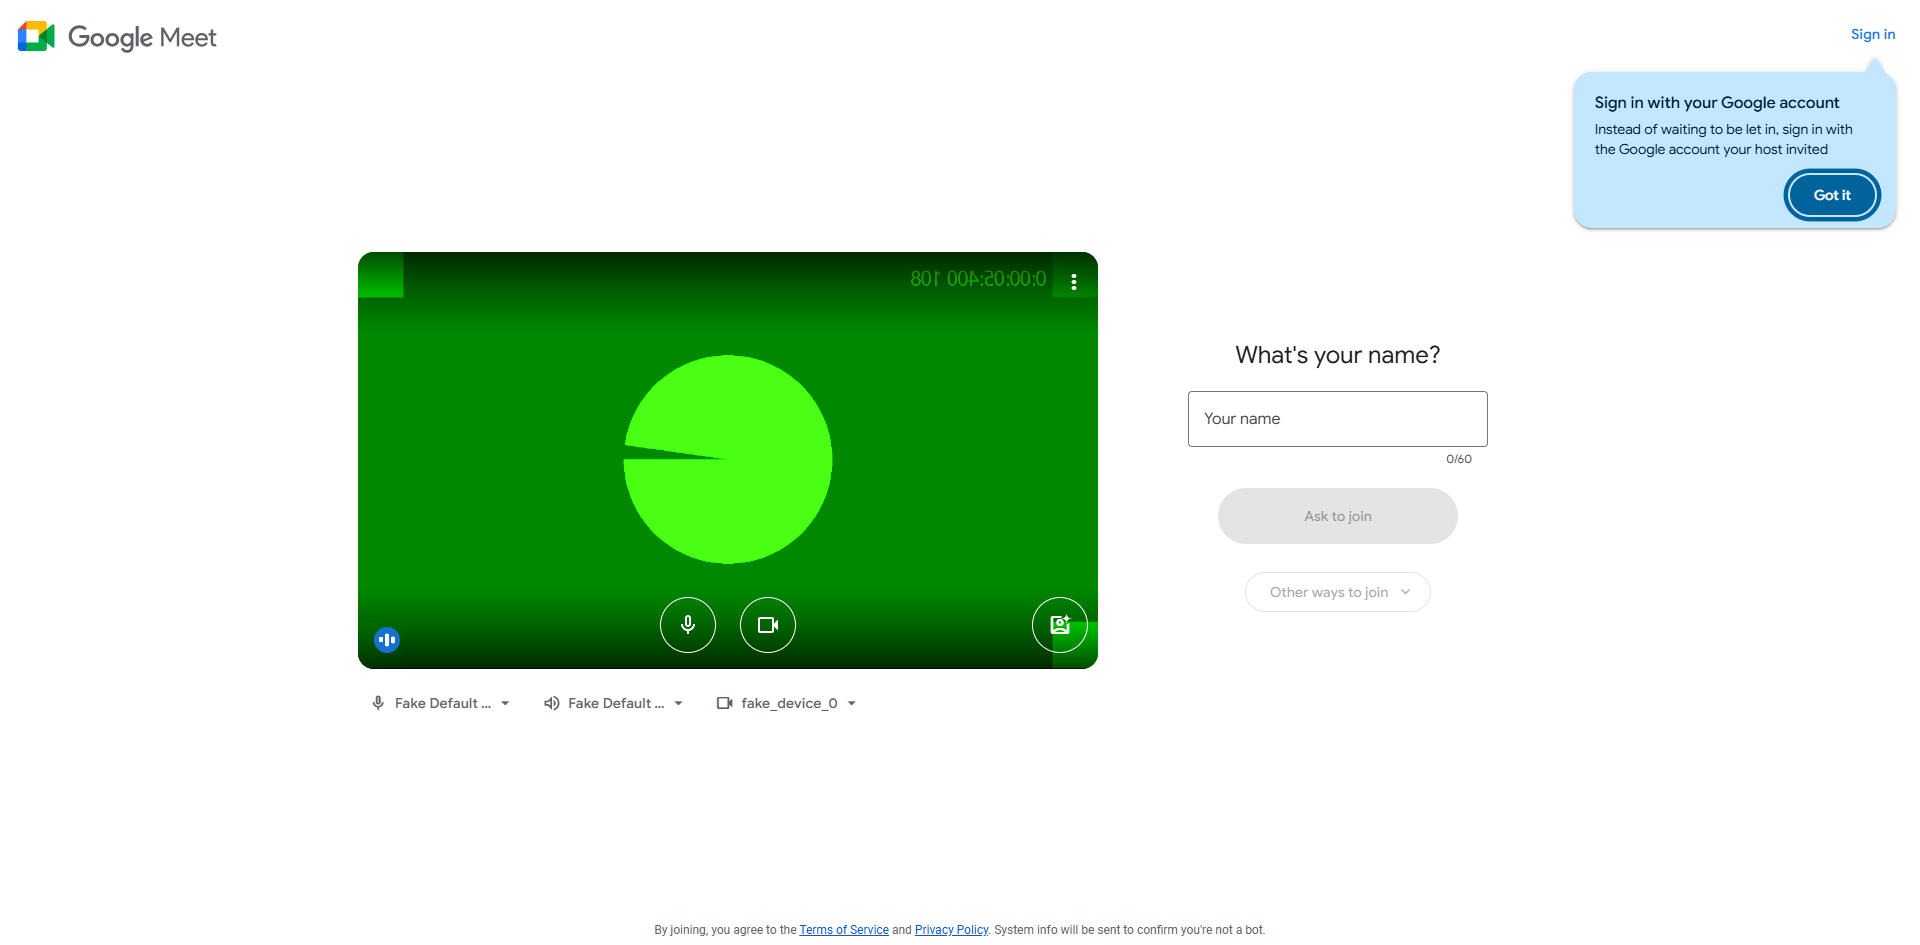 Google Meet
Sign in
Sign in with your Google account
Instead of waiting to be let in, sign in with
the Google account your host invited
Got it
0:00:05:400 108
What's your name?
Your name
0/60
Ask to join
Other ways to join
Fake Default ...
Fake Default ...
fake_device_0
By joining, you agree to the Terms of Service and Privacy Policy. System info will be sent to confirm you're not a bot.